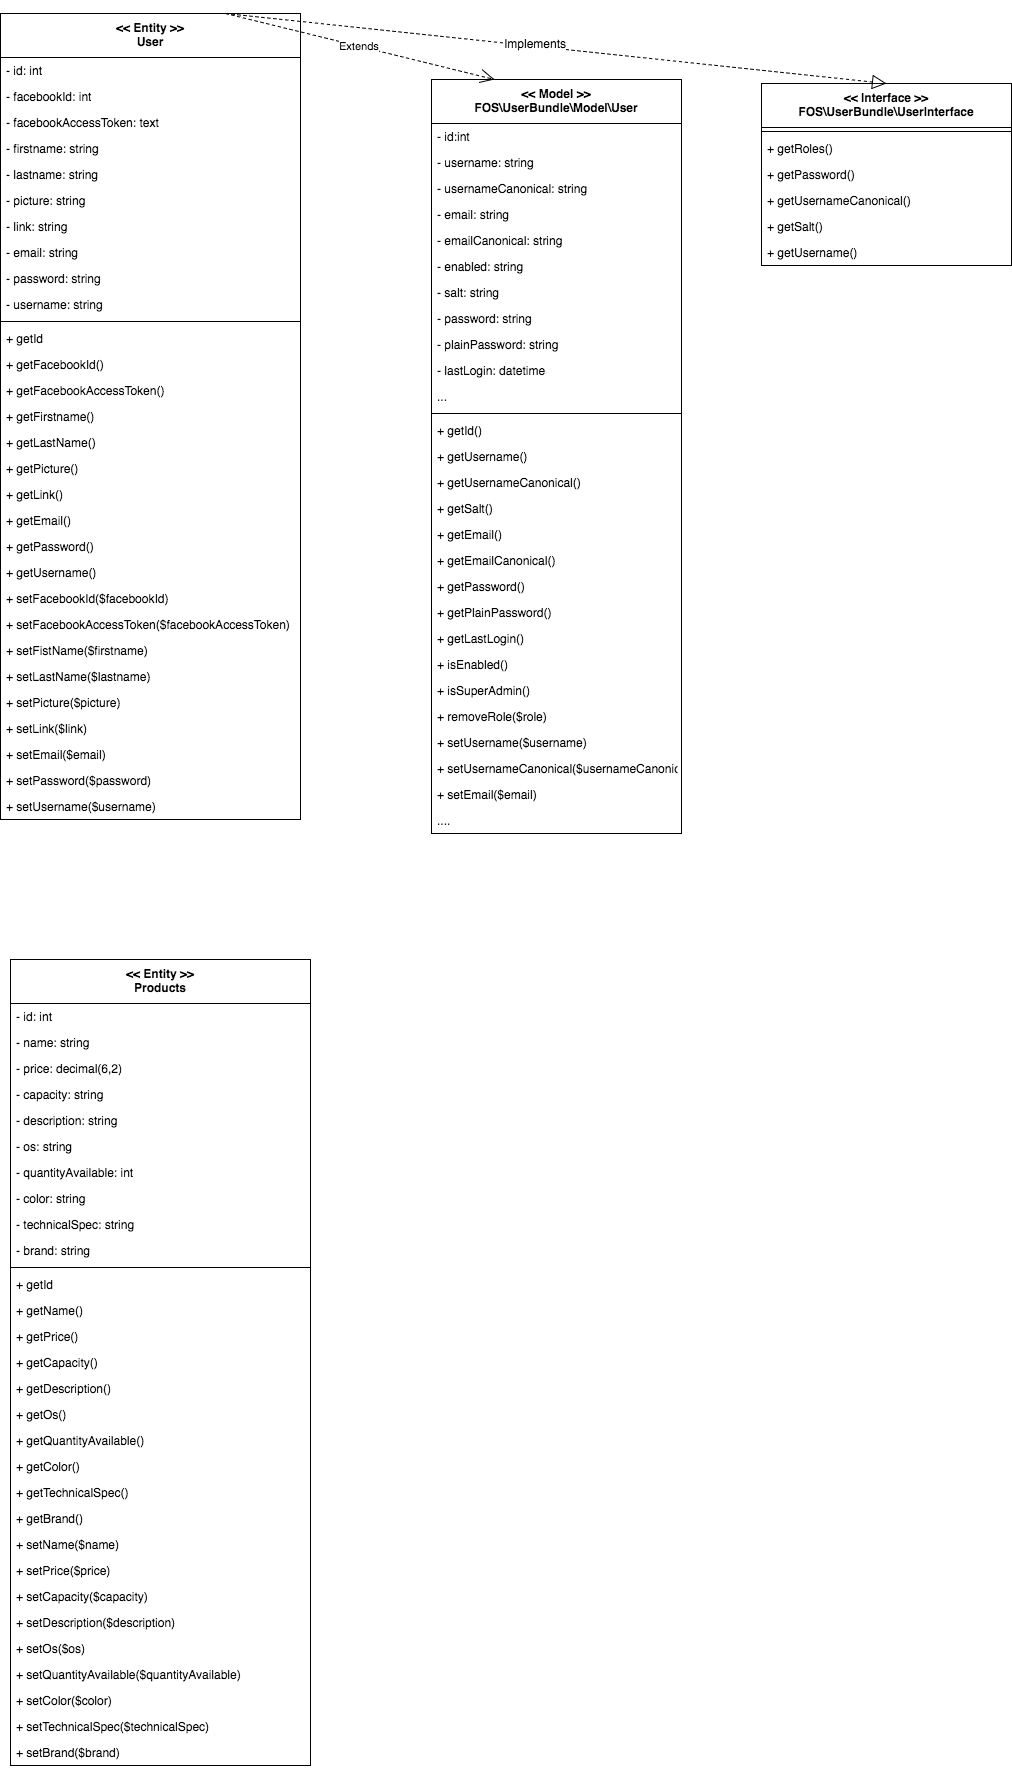 << Entity >>
User
- id: int
- facebookId: int
- facebookAccessToken: text
- firstname: string
- lastname: string
- picture: string
- link: string
- email: string
- password: string
- username: string
+ getId
+ getFacebookId()
+ getFacebookAccessToken()
+ getFirstname()
+ getLastName()
+ getPicture()
+ getLink()
+ getEmail()
+ getPassword()
+ getUsername()
+ setFacebookId($facebookId)
+ setFacebookAccessToken($facebookAccessToken)
+ setFistName($firstname)
+ setLastName($lastname)
+ setPicture($picture)
+ setLink($link)
+ setEmail($email)
+ setPassword($password)
+ setUsername($username)
Extends
Implements
<< Model >>
FOS\UserBundle\Model\User
- id:int
- username: string
- usernameCanonical: string
- email: string
- emailCanonical: string
- enabled: string
- salt: string
- password: string
- plainPassword: string
- lastLogin: datetime
...
+ getId()
+ getUsername()
+ getUsernameCanonical()
+ getSalt()
+ getEmail()
+ getEmailCanonical()
+ getPassword()
+ getPlainPassword()
+ getLastLogin()
+ isEnabled()
+ isSuperAdmin()
+ removeRole($role)
+ setUsername($username)
+ setUsernameCanonical($usernameCanonic
+ setEmail($email)
....
<< Interface >>
FOS\UserBundle\UserInterface
+ getRoles()
+ getPassword()
+ getUsernameCanonical()
+ getSalt()
+ getUsername()
<< Entity >>
Products
- id: int
- name: string
- price: decimal(6,2)
- capacity: string
- description: string
- os: string
- quantityAvailable: int
- color: string
- technicalSpec: string
- brand: string
+ getId
+ getName()
+ getPrice()
+ getCapacity()
+ getDescription()
+ getOs()
+ getQuantityAvailable()
+ getColor()
+ getTechnicalSpec()
+ getBrand()
+ setName($name)
+ setPrice($price)
+ setCapacity($capacity)
+ setDescription($description)
+ setOs($os)
+ setQuantityAvailable($quantityAvailable)
+ setColor($color)
+ setTechnicalSpec($technicalSpec)
+ setBrand($brand)